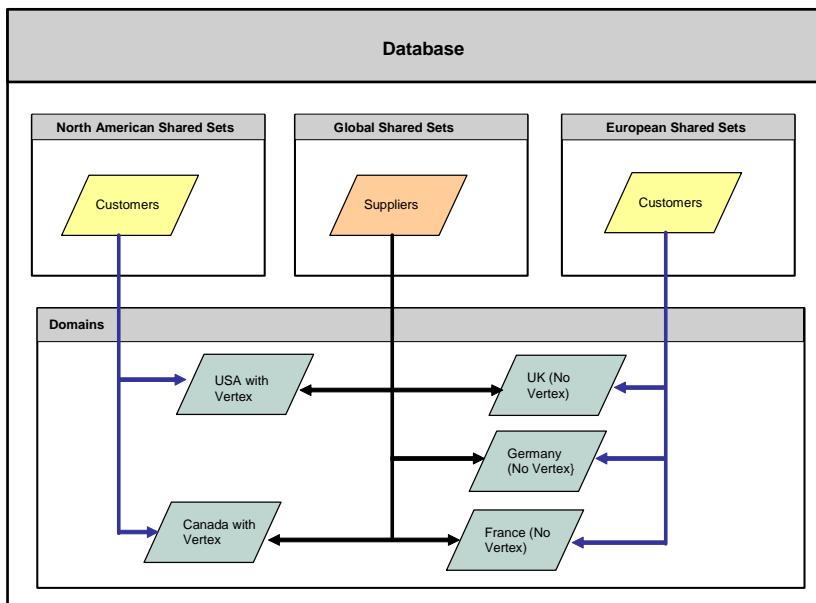 Database
North American Shared Sets
Global Shared Sets
European Shared Sets
Customers
Suppliers
Customers
Domains
USA with
Vertex
UK (No
Vertex)
Germany
(No Vertex}
Canada with
Vertex
France (No
Vertex)